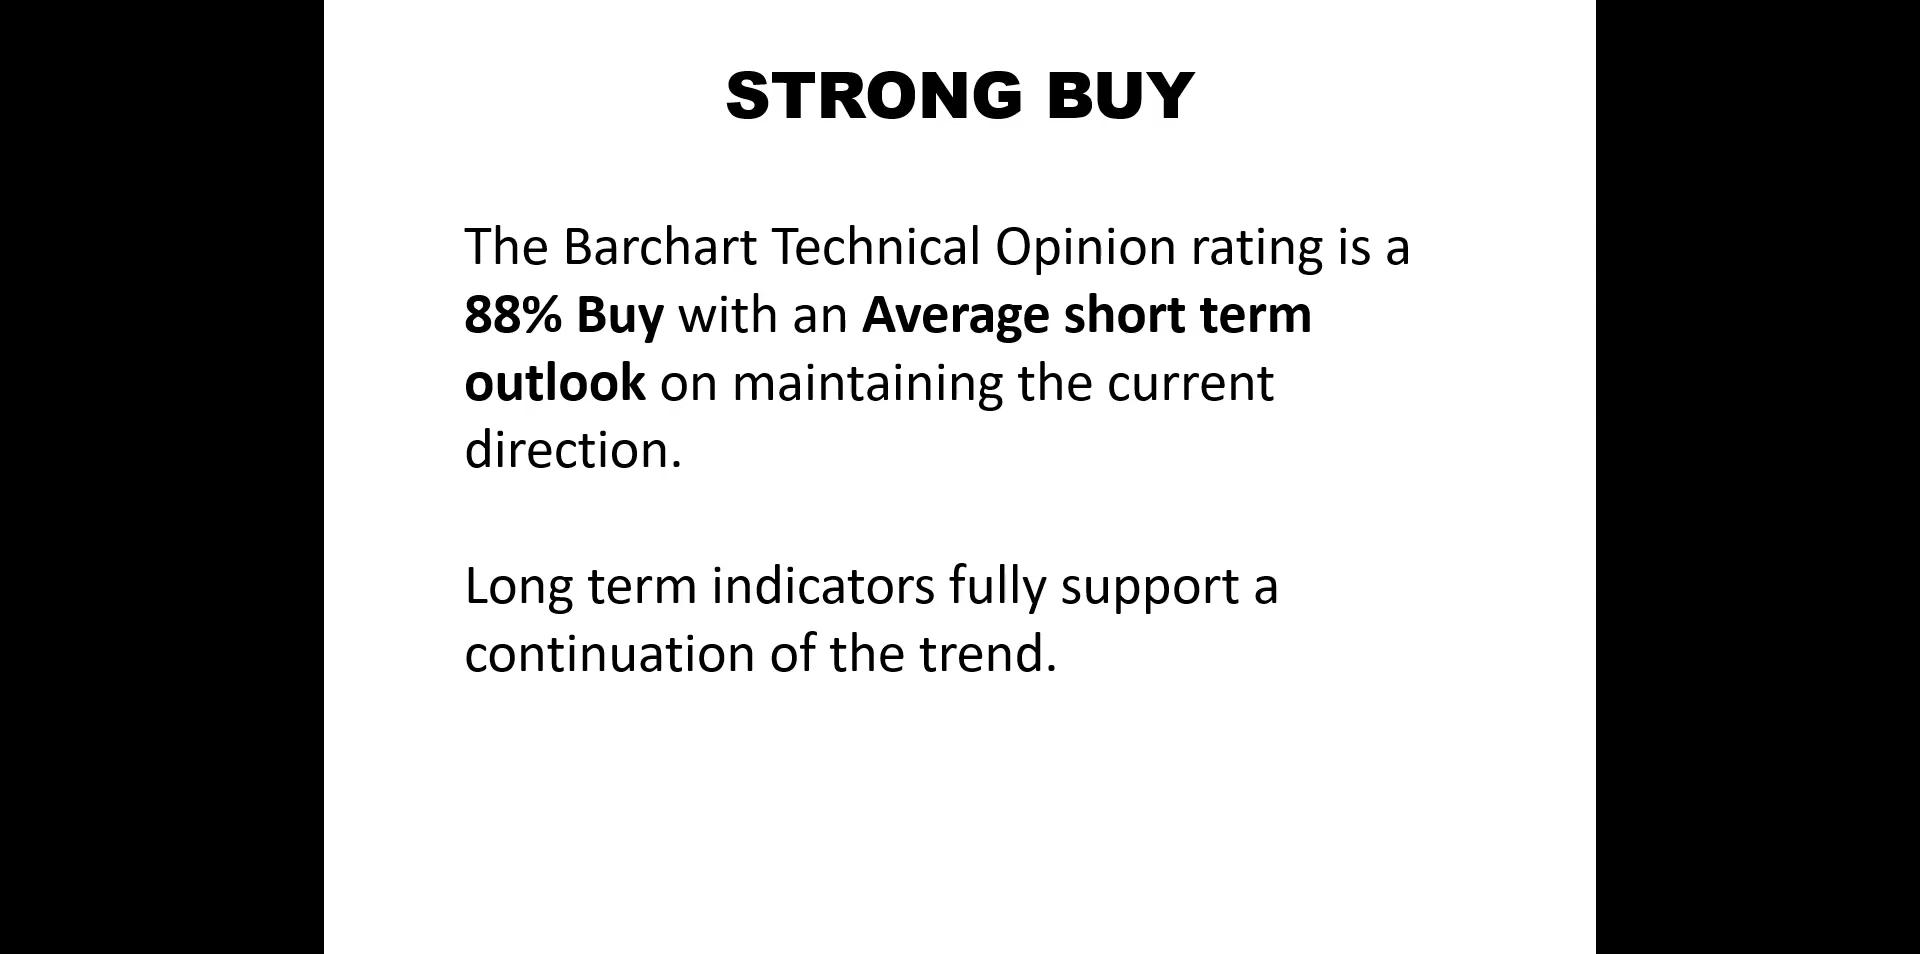 STRONG BUY
The Barchart Technical Opinion rating is a
88% Buy with an Average short term
outlook on maintaining the current
direction.
Long term indicators fully support a
continuation of the trend.